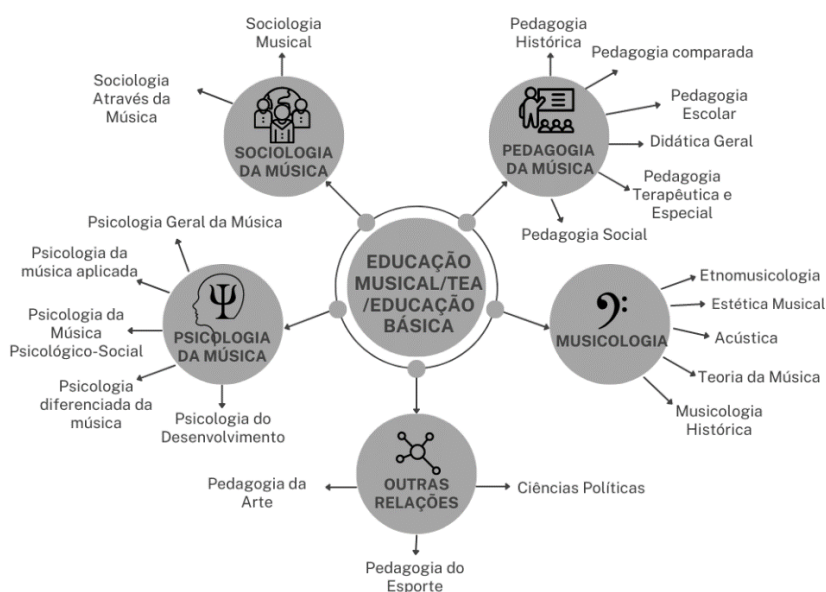 Sociologia
Musical
Sociologia
Através da
Música
SOCIOLOGIA
DA MÚSICA
Pedagogia
Histórica
Pedagogia comparada
Pedagogia
Escolar
Didática Geral
Pedagogia
Terapêutica e
Especial
Pedagogia Social
PEDAGOGIA
DA MÚSICA
EDUCAÇÃO
MUSICAL/TEA
/EDUCAÇÃO
BÁSICA
Psicologia Geral da Música
Psicologia da
música aplicada
Psicologia da
Música
Psicológico-Social
Psicologia
diferenciada da
música
Psicologia do
Desenvolvimento
PSICOLOGIA
DA MÚSICA
MUSICOLOGIA
Etnomusicologia
Estética Musical
Acústica
Teoria da Música
Musicologia
Histórica
OUTRAS
RELAÇÕES
Pedagogia da
Arte
Ciências Políticas
Pedagogia do
Esporte